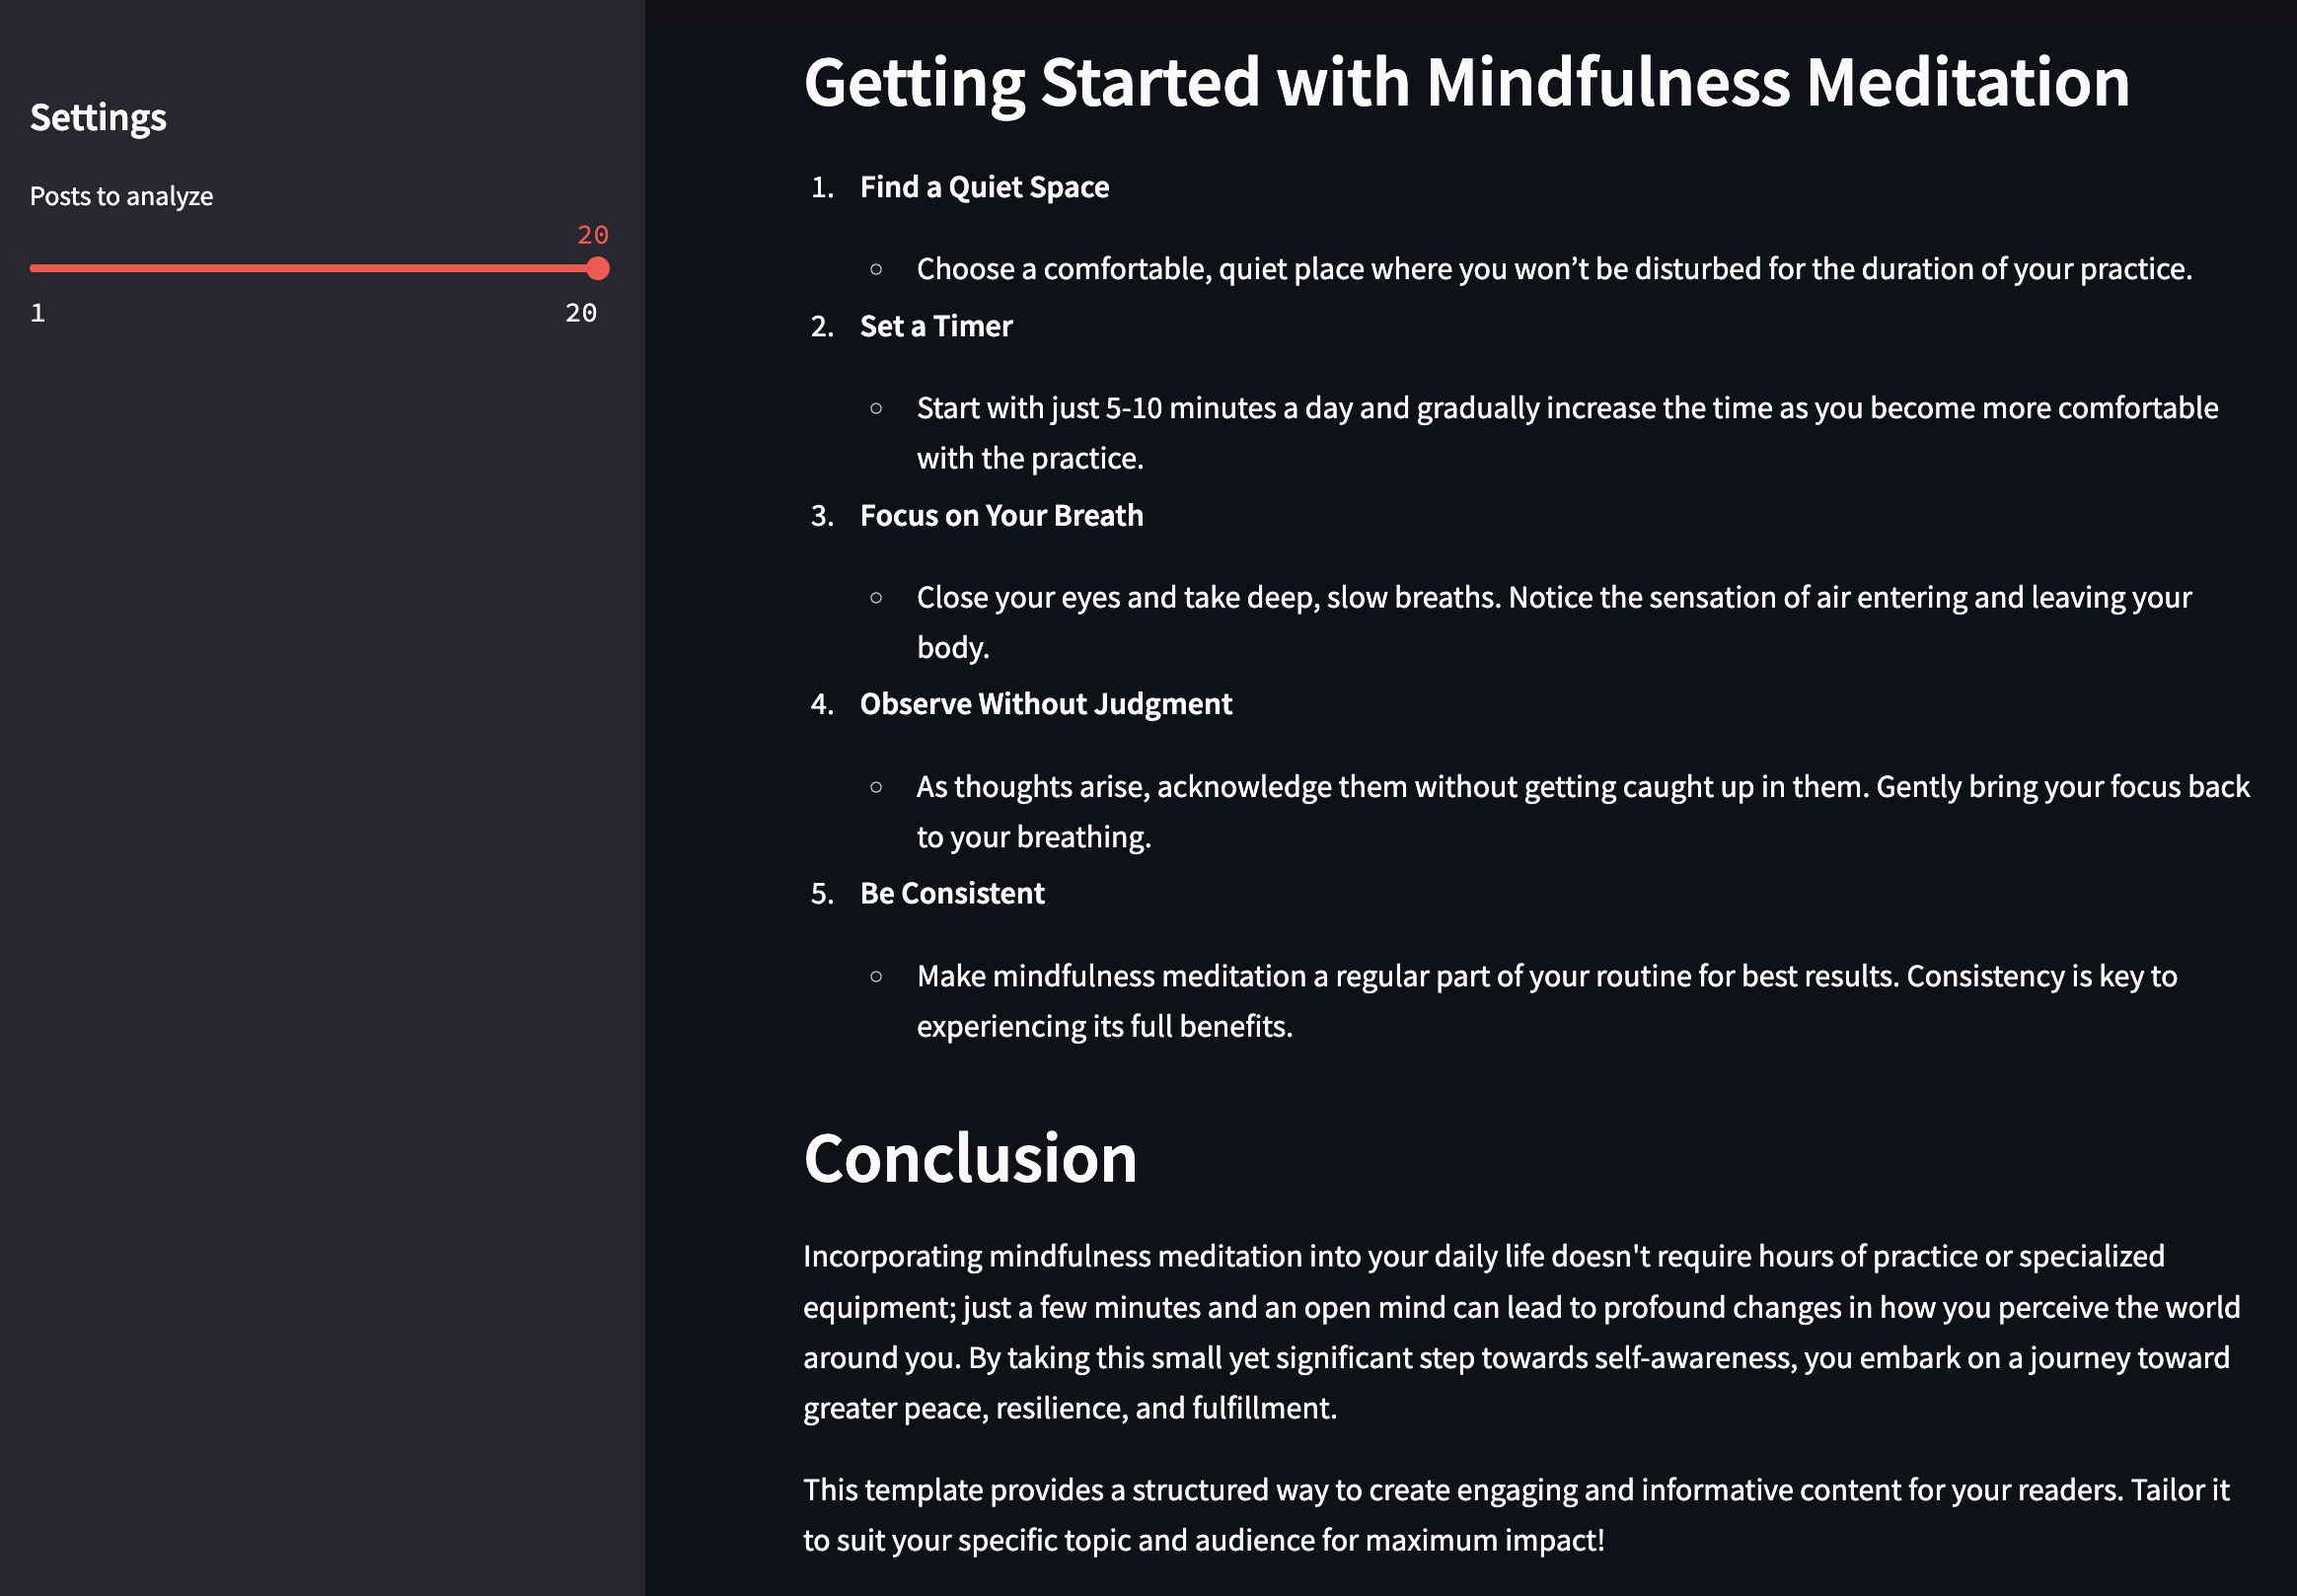 Settings
Posts to analyze
20
1 20
Getting Started with Mindfulness Meditation
1. Find a Quiet Space
○ Choose a comfortable, quiet place where you won’t be disturbed for the duration of your practice.
2. Set a Timer
○ Start with just 5-10 minutes a day and gradually increase the time as you become more comfortable
with the practice.
3. Focus on Your Breath
○ Close your eyes and take deep, slow breaths. Notice the sensation of air entering and leaving your
body.
4. Observe Without Judgment
○ As thoughts arise, acknowledge them without getting caught up in them. Gently bring your focus back
to your breathing.
5. Be Consistent
○ Make mindfulness meditation a regular part of your routine for best results. Consistency is key to
experiencing its full benefits.
Conclusion
Incorporating mindfulness meditation into your daily life doesn't require hours of practice or specialized
equipment; just a few minutes and an open mind can lead to profound changes in how you perceive the world
around you. By taking this small yet significant step towards self-awareness, you embark on a journey toward
greater peace, resilience, and fulfillment.
This template provides a structured way to create engaging and informative content for your readers. Tailor it
to suit your specific topic and audience for maximum impact!